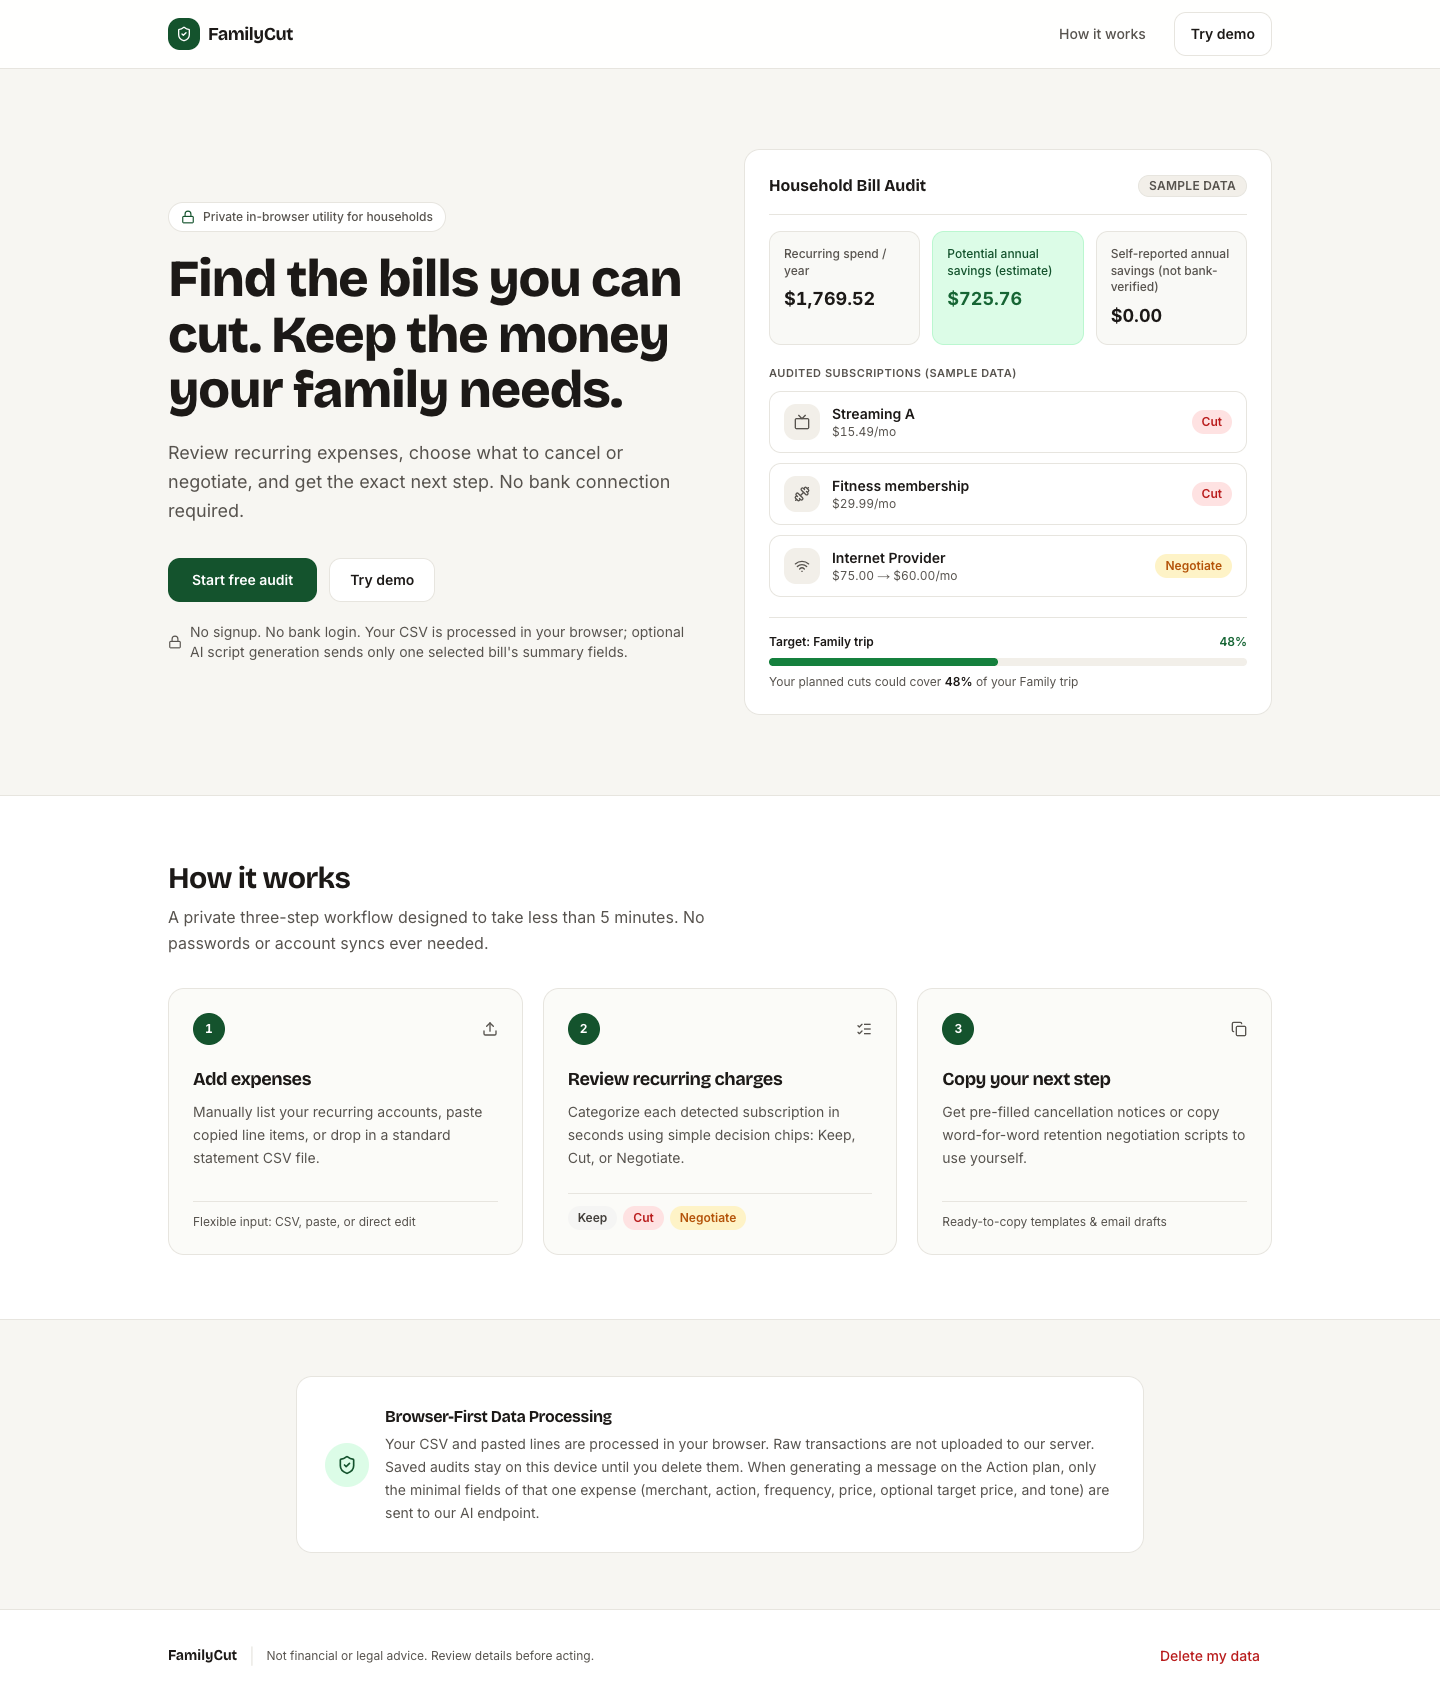 FamilyCut
How it works
Try demo
Private in-browser utility for households
Find the bills you can
cut. Keep the money
your family needs.
Review recurring expenses, choose what to cancel or
negotiate, and get the exact next step. No bank connection
required.
Start free audit
Try demo
No signup. No bank login. Your CSV is processed in your browser; optional
AI script generation sends only one selected bill's summary fields.
Household Bill Audit
SAMPLE DATA
Recurring spend /
year
$1,769.52
Potential annual
savings (estimate)
$725.76
Self-reported annual
savings (not bank-
verified)
$0.00
AUDITED SUBSCRIPTIONS (SAMPLE DATA)
Streaming A
$15.49/mo
Cut
Fitness membership
$29.99/mo
Cut
Internet Provider
$75.00 → $60.00/mo
Negotiate
Target: Family trip
48%
Your planned cuts could cover 48% of your Family trip
How it works
A private three-step workflow designed to take less than 5 minutes. No
passwords or account syncs ever needed.
1
Add expenses
Manually list your recurring accounts, paste
copied line items, or drop in a standard
statement CSV file.
Flexible input: CSV, paste, or direct edit
2
Review recurring charges
Categorize each detected subscription in
seconds using simple decision chips: Keep,
Cut, or Negotiate.
Keep
Cut
Negotiate
3
Copy your next step
Get pre-filled cancellation notices or copy
word-for-word retention negotiation scripts to
use yourself.
Ready-to-copy templates & email drafts
Browser-First Data Processing
Your CSV and pasted lines are processed in your browser. Raw transactions are not uploaded to our server.
Saved audits stay on this device until you delete them. When generating a message on the Action plan, only
the minimal fields of that one expense (merchant, action, frequency, price, optional target price, and tone) are
sent to our AI endpoint.
FamilyCut
Not financial or legal advice. Review details before acting.
Delete my data